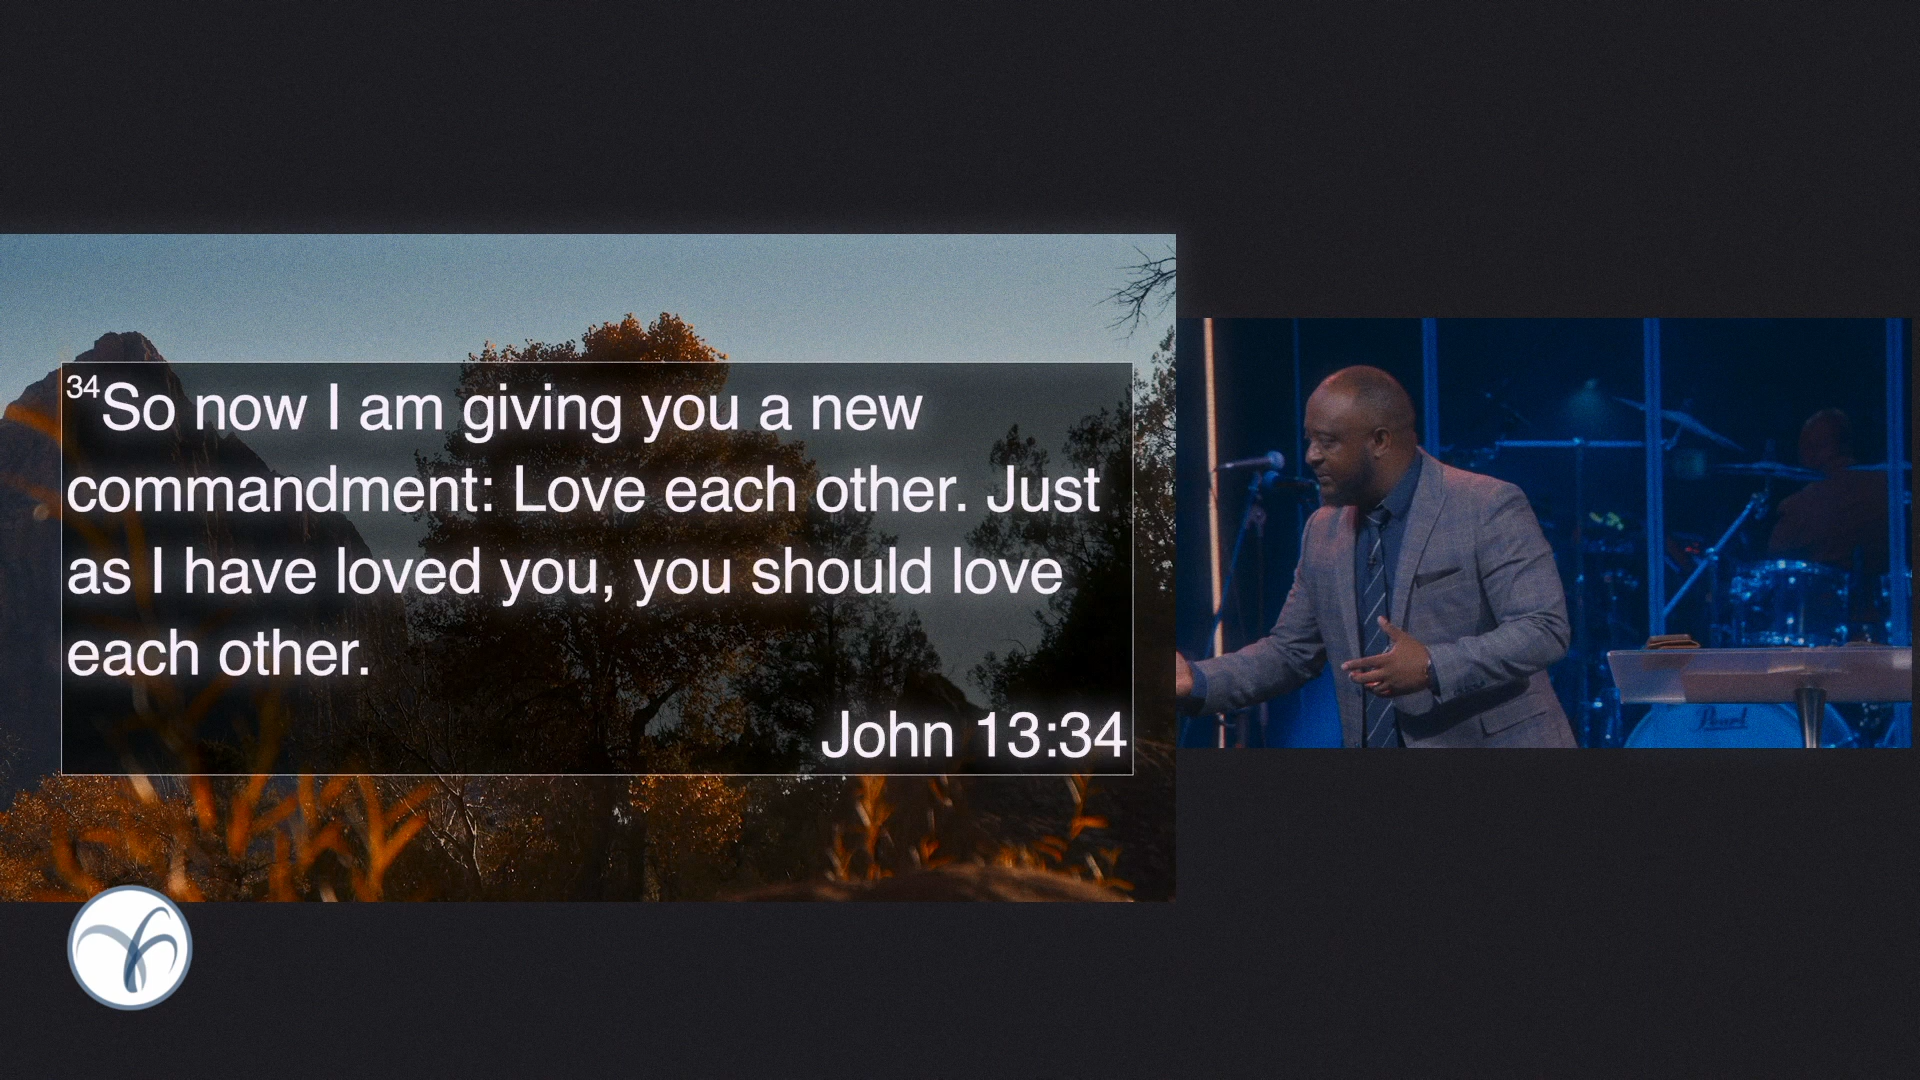 34So now I am giving you a new
commandment: Love each other. Just
as I have loved you, you should love
each other.
John 13:34
Pearl